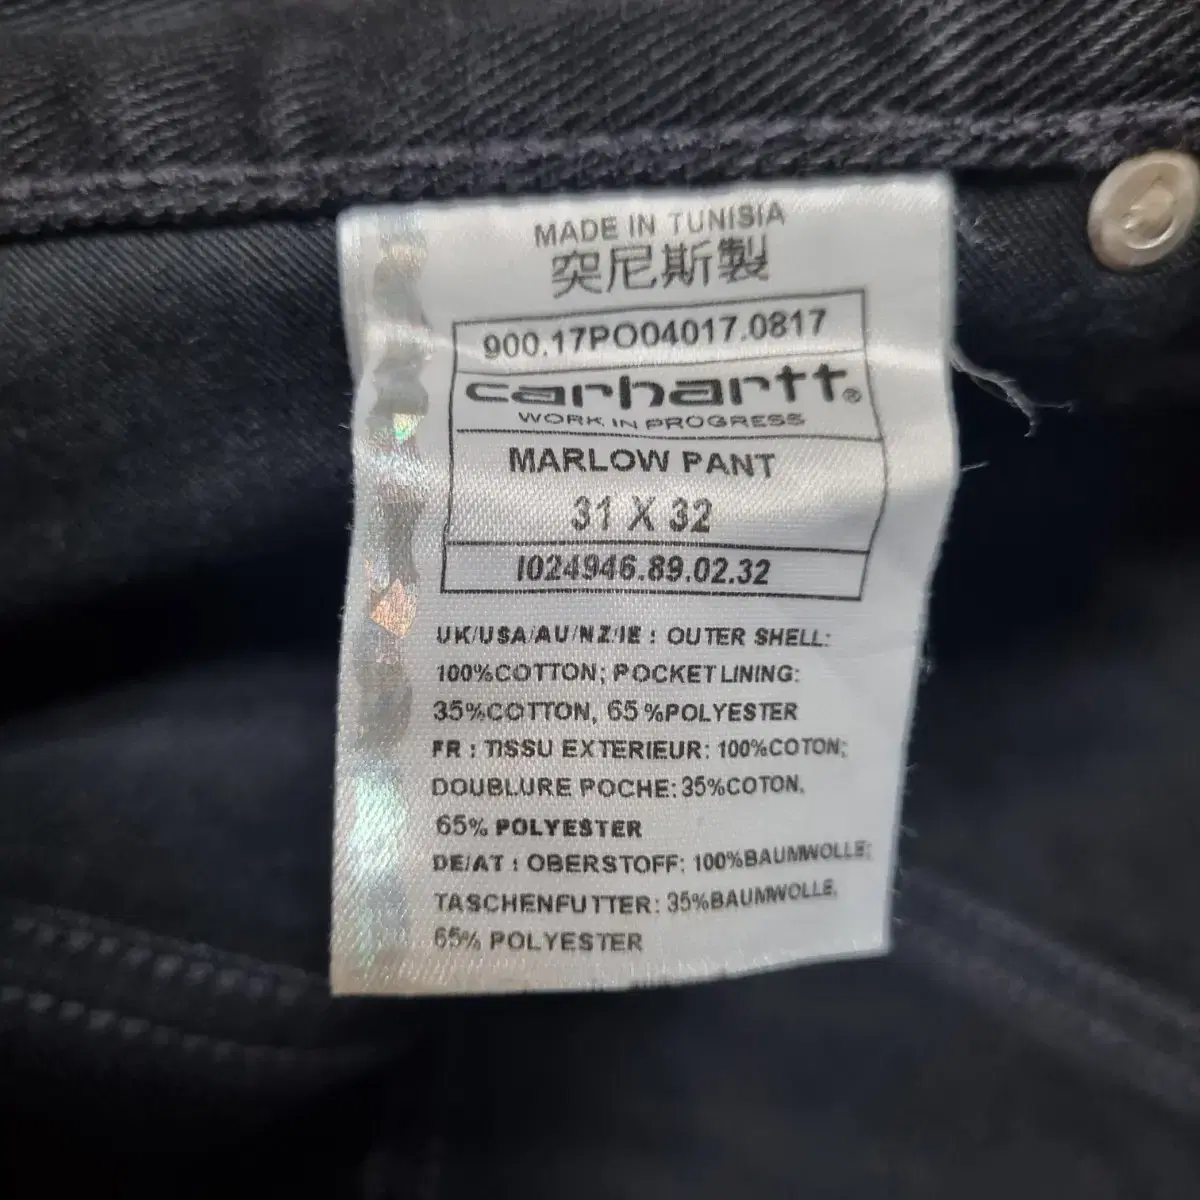 MADE IN TUNISIA
突尼斯製
900.17PO04017.0817
carhartt®
WORK IN PROGRESS
MARLOW PANT
31 X 32
I024946.89.02.32
UK/USA/AU/NZ/IE : OUTER SHELL:
100%COTTON; POCKET LINING:
35%COTTON, 65%POLYESTER
FR : TISSU EXTERIEUR: 100%COTON;
DOUBLURE POCHE: 35%COTON,
65% POLYESTER
DE/AT : OBERSTOFF: 100%BAUMWOLLE;
TASCHENFUTTER: 35%BAUMWOLLE,
65% POLYESTER